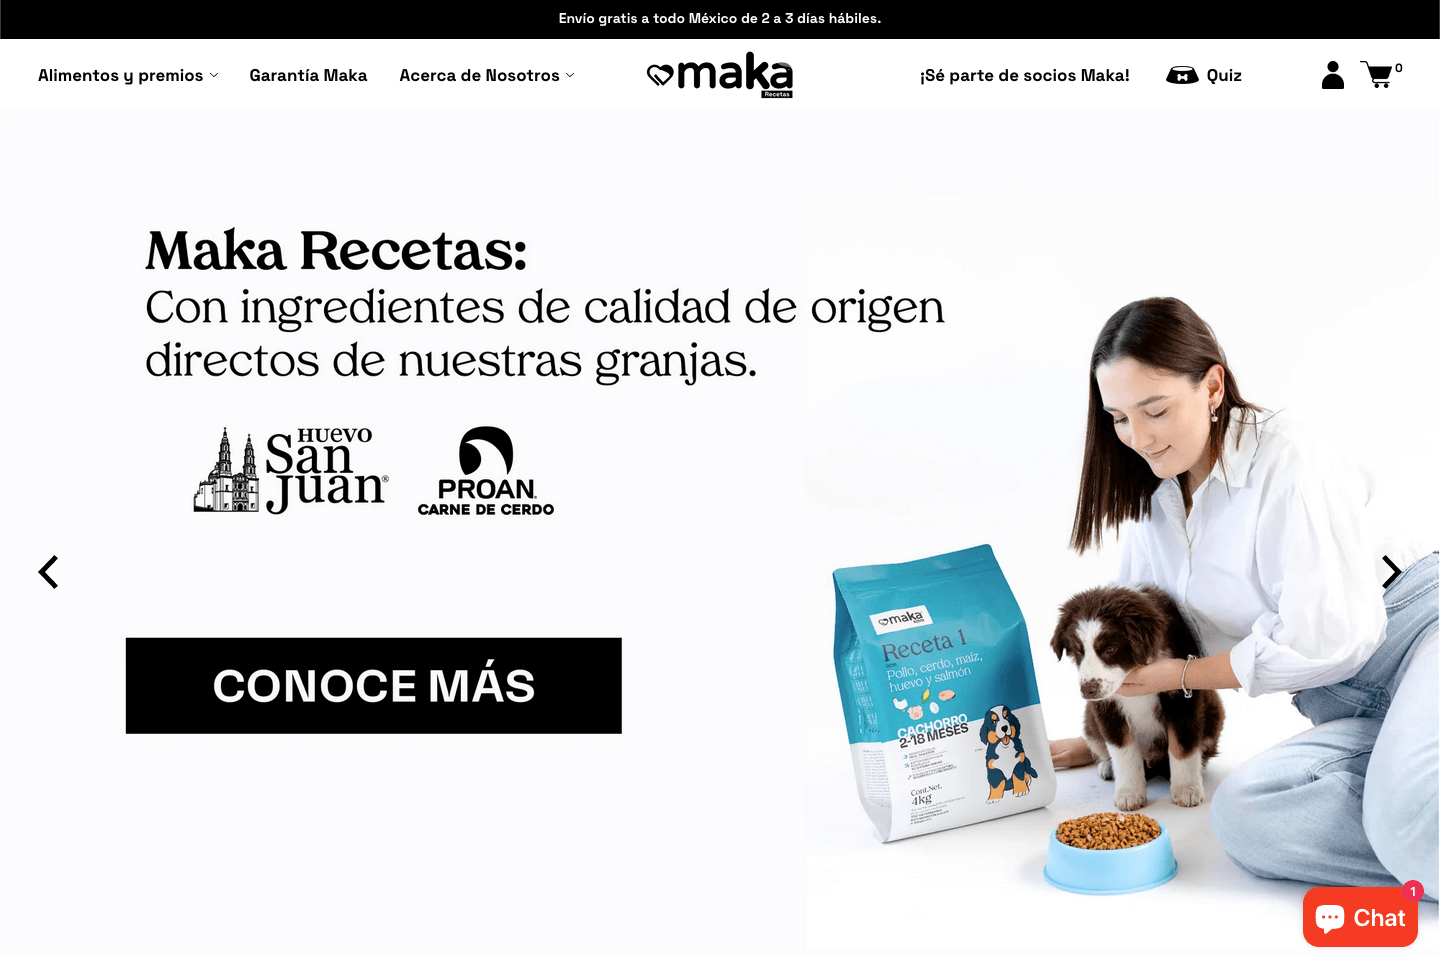 Envío gratis a todo México de 2 a 3 días hábiles.
Alimentos y premios
Garantía Maka
Acerca de Nosotros
maka
Recetas
¡Sé parte de socios Maka!
Quiz
0
Maka Recetas:
Con ingredientes de calidad de origen
directos de nuestras granjas.
HUEVO
San
Juan®
PROAN
CARNE DE CERDO
CONOCE MÁS
maka
Receta 1
Pollo, cerdo, maíz,
huevo y salmón
CACHORRO
2-18 MESES
Cont. Net.
4kg
1
Chat